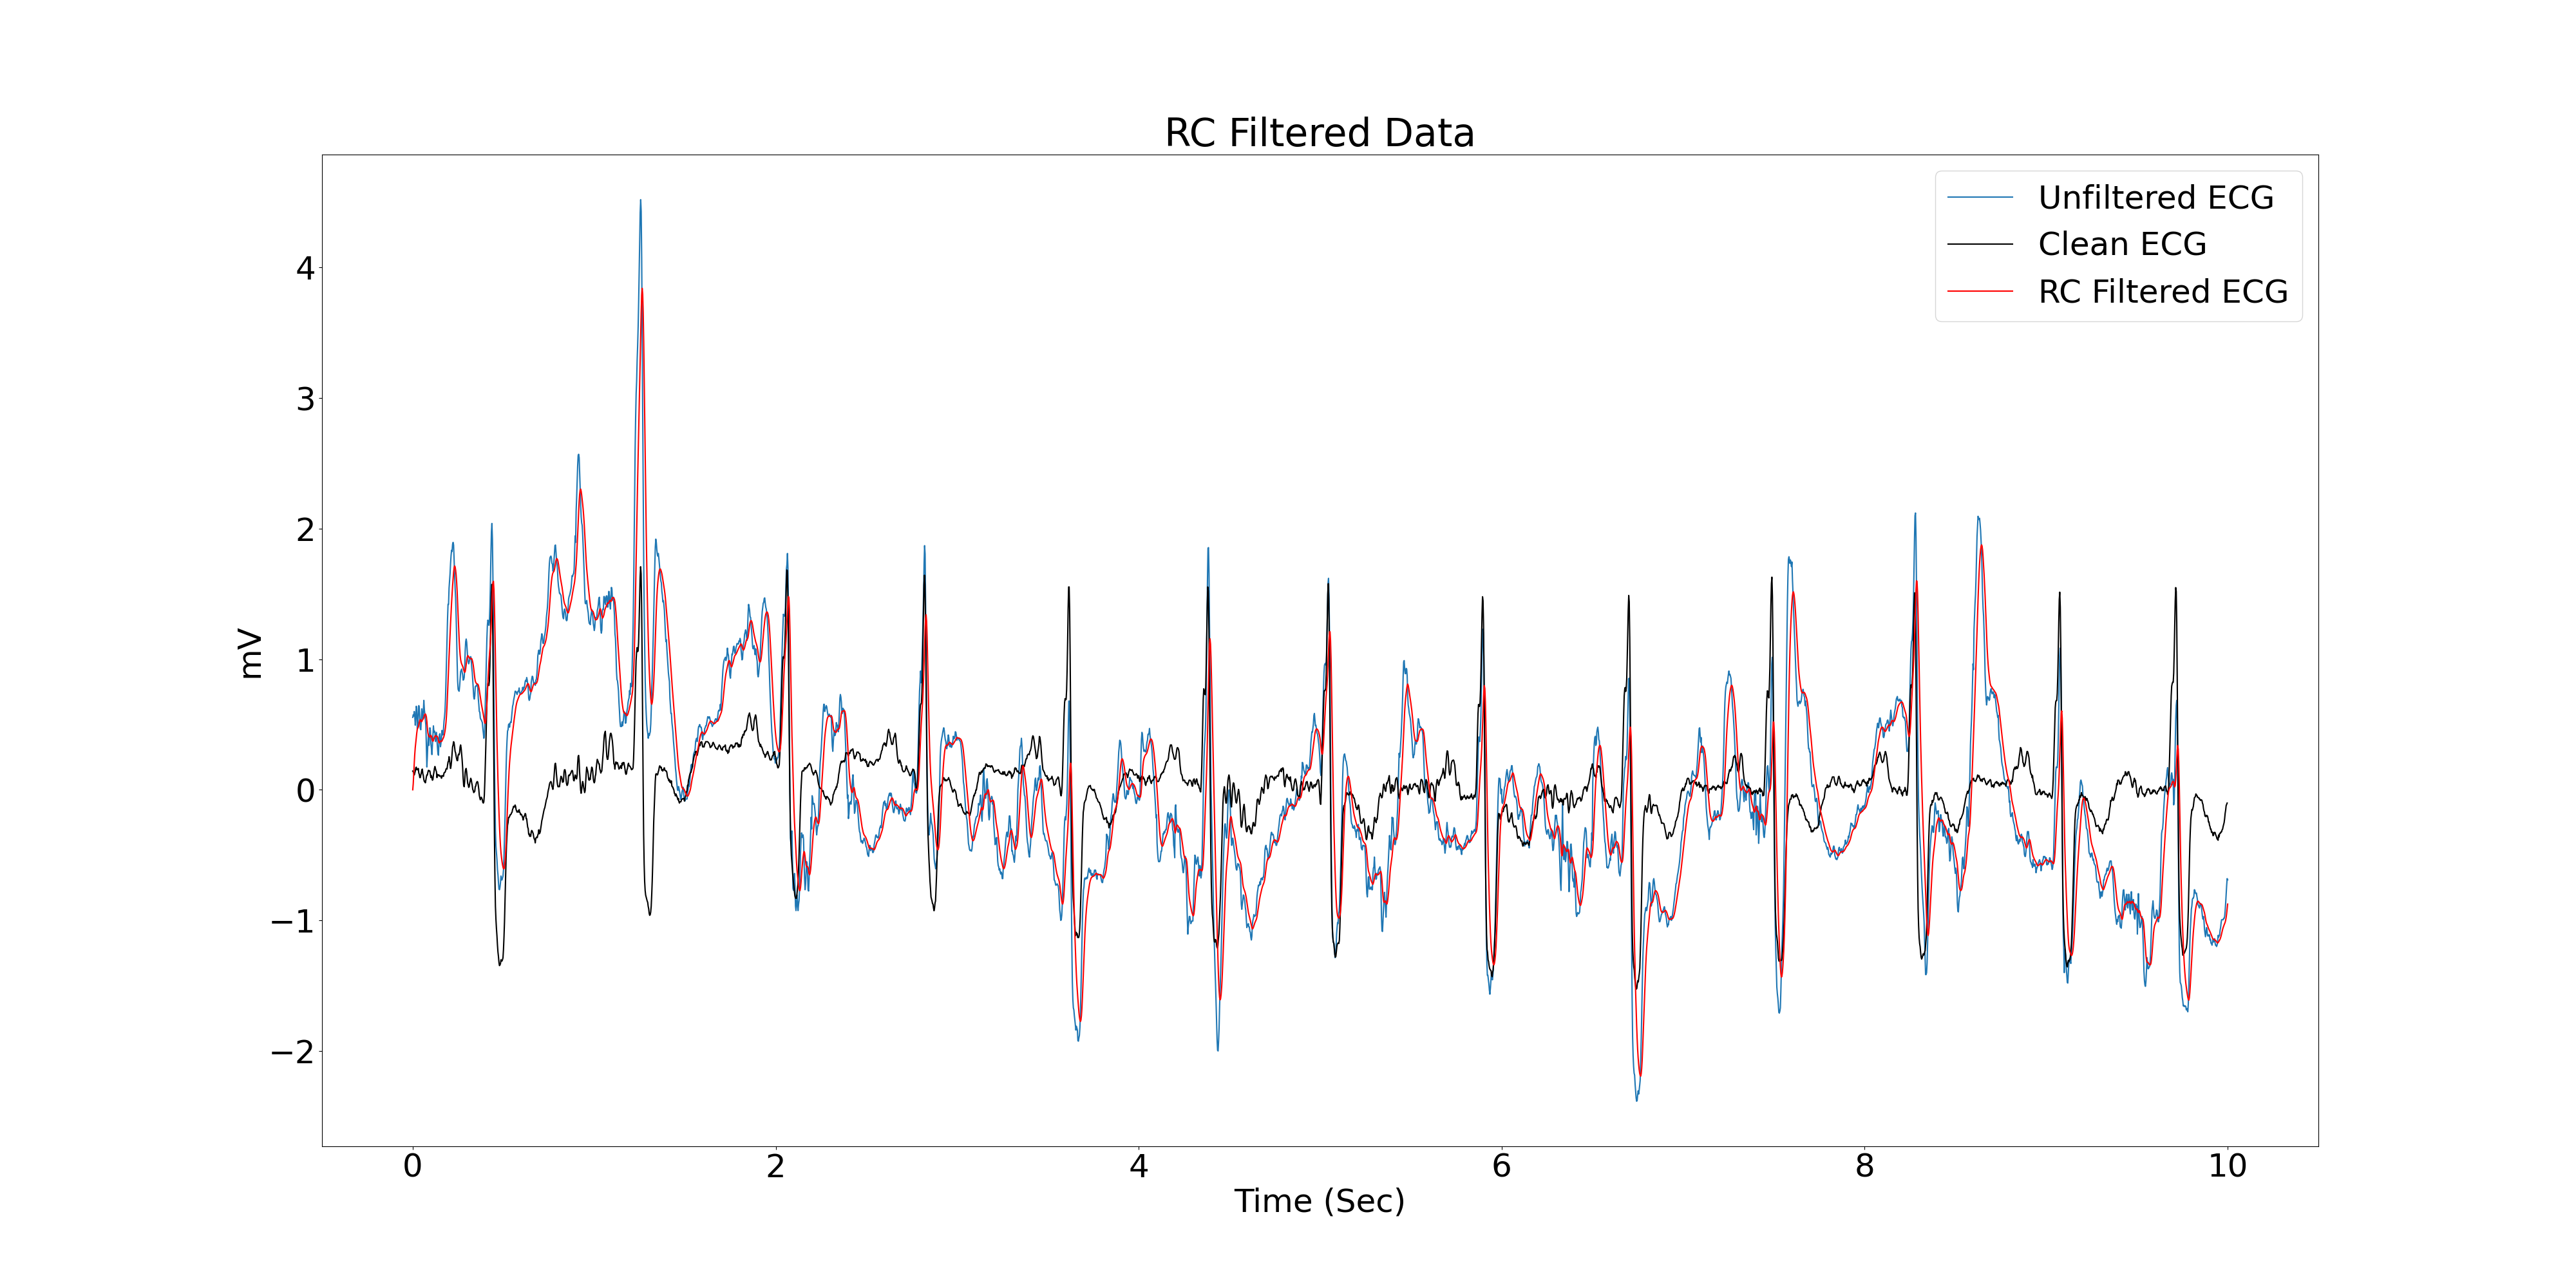 RC Filtered Data
Unfiltered ECG
Clean ECG
RC Filtered ECG
mV
4
3
2
1
0
−1
−2
0 2 4 6 8 10
Time (Sec)